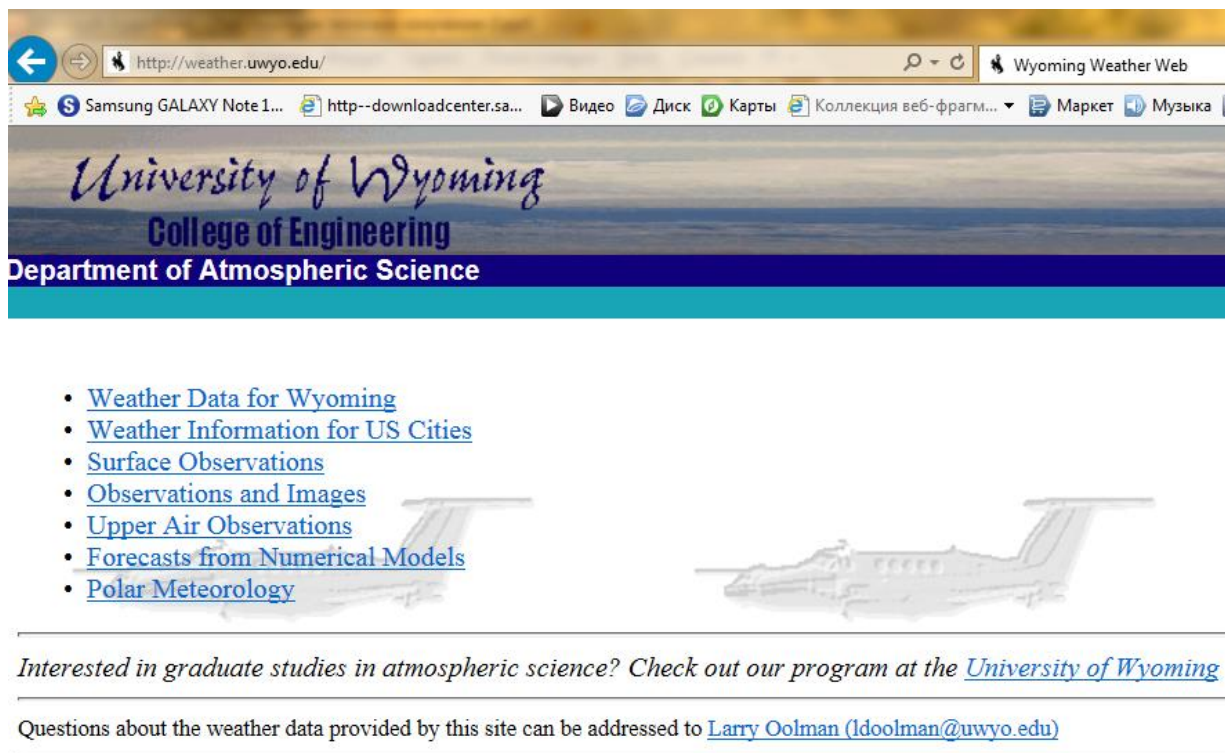 http://weather.uwyo.edu/
Wyoming Weather Web
Samsung GALAXY Note 1... http--downloadcenter.sa... Видео Диск Карты Коллекция веб-фрагм... Маркет Музыка
University of Wyoming
College of Engineering
Department of Atmospheric Science
• Weather Data for Wyoming
• Weather Information for US Cities
• Surface Observations
• Observations and Images
• Upper Air Observations
• Forecasts from Numerical Models
• Polar Meteorology
Interested in graduate studies in atmospheric science? Check out our program at the University of Wyoming
Questions about the weather data provided by this site can be addressed to Larry Oolman (ldoolman@uwyo.edu)